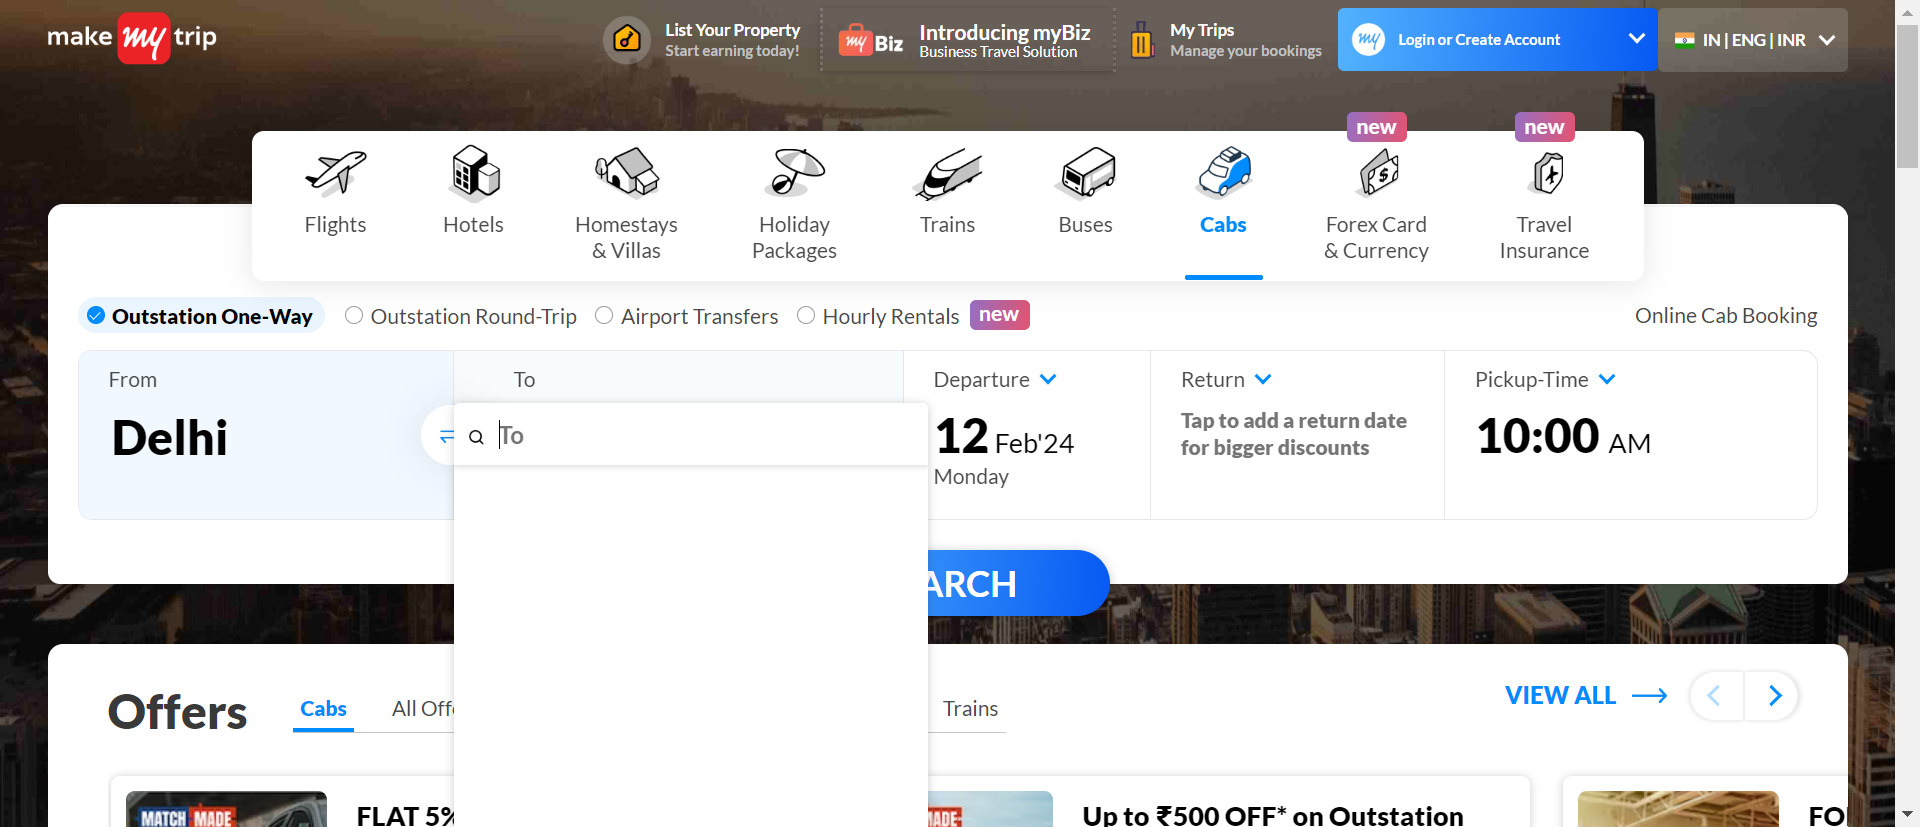 make my trip
List Your Property
Start earning today!
my Biz
Introducing myBiz
Business Travel Solution
My Trips
Manage your bookings
my
Login or Create Account
IN | ENG | INR
new
new
Flights
Hotels
Homestays
& Villas
Holiday
Packages
Trains
Buses
Cabs
Forex Card
& Currency
Travel
Insurance
Outstation One-Way
Outstation Round-Trip
Airport Transfers
Hourly Rentals
new
Online Cab Booking
From
To
Departure
Return
Pickup-Time
Delhi
To
12 Feb'24
Monday
Tap to add a return date
for bigger discounts
10:00 AM
ARCH
Offers
Cabs
All Off
Trains
VIEW ALL
MATCH MADE
FLAT 5%
MADE
Up to ₹500 OFF* on Outstation
FO